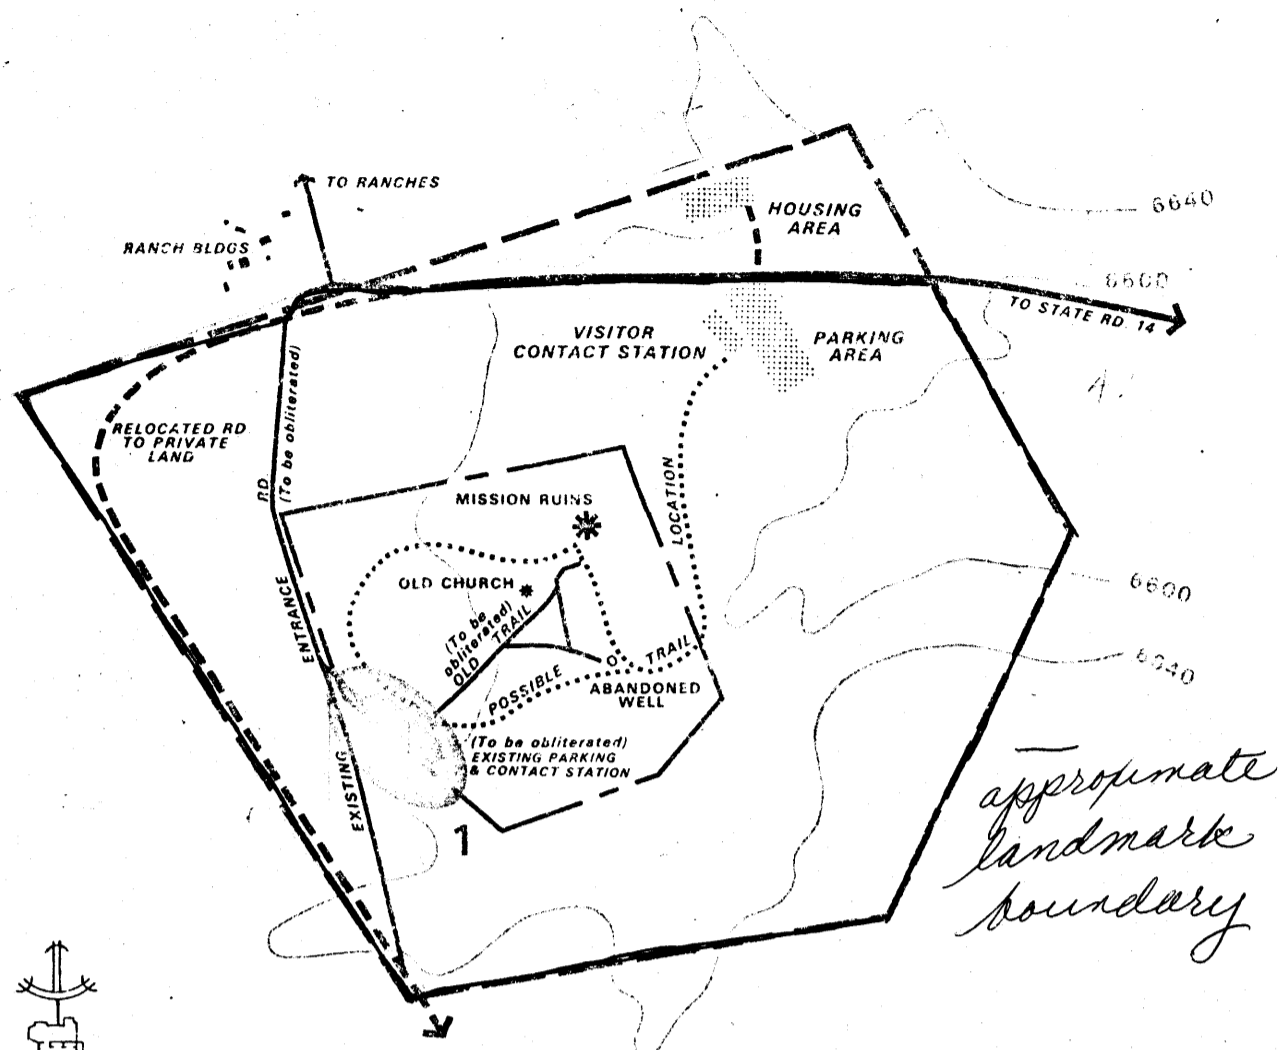 TO RANCHES
6640
HOUSING
AREA
RANCH BLDGS
6600
TO STATE RD. 14
VISITOR
CONTACT STATION
PARKING
AREA
(To be obliterated)
RELOCATED RD
TO PRIVATE
LAND
RD
LOCATION
MISSION RUINS
ENTRANCE
OLD CHURCH
(To be
obliterated)
OLD TRAIL
6600
POSSIBLE
TRAIL
6640
ABANDONED
WELL
(To be obliterated)
EXISTING PARKING
& CONTACT STATION
EXISTING
1
approximate
landmark
boundary